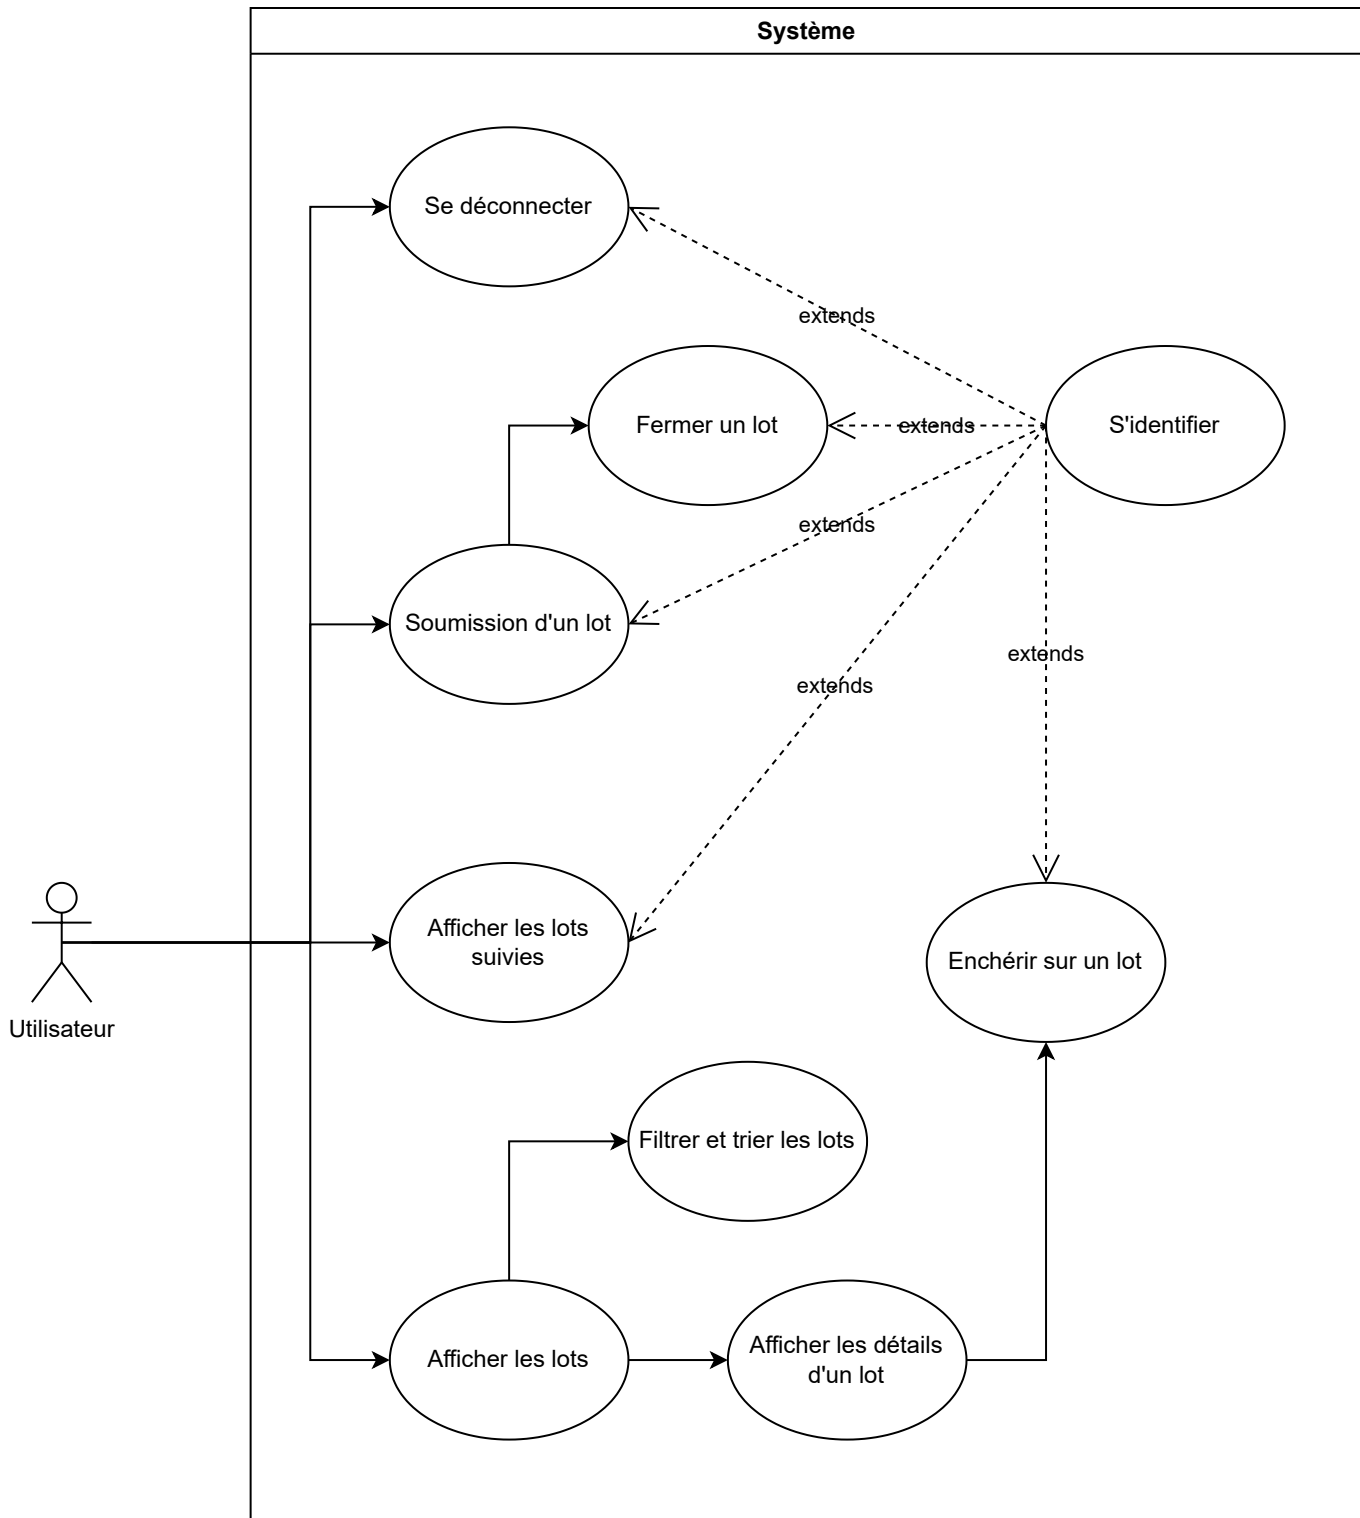 Système
Se déconnecter
extends
Fermer un lot
extends
S'identifier
extends
Soumission d'un lot
extends
extends
Afficher les lots
suivies
Enchérir sur un lot
Utilisateur
Filtrer et trier les lots
Afficher les lots
Afficher les détails
d'un lot